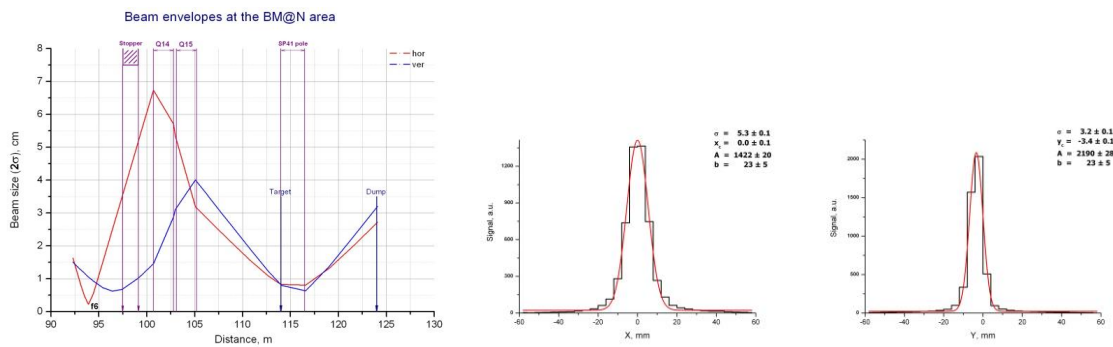 Beam envelopes at the BM@N area
Stopper
Q14
Q15
SP41 pole
hor
ver
Target
Dump
f6
Beam size (2σ), cm
8
7
6
5
4
3
2
1
0
90 95 100 105 110 115 120 125 130
Distance, m
σ = 5.3 ± 0.1
x_c = 0.0 ± 0.1
A = 1422 ± 20
b = 23 ± 5
Signal, a.u.
1200
900
600
300
0
-60 -40 -20 0 20 40 60
X, mm
σ = 3.2 ± 0.1
y_c = -3.4 ± 0.1
A = 2190 ± 28
b = 23 ± 5
Signal, a.u.
2000
1500
1000
500
0
-60 -40 -20 0 20 40 60
Y, mm